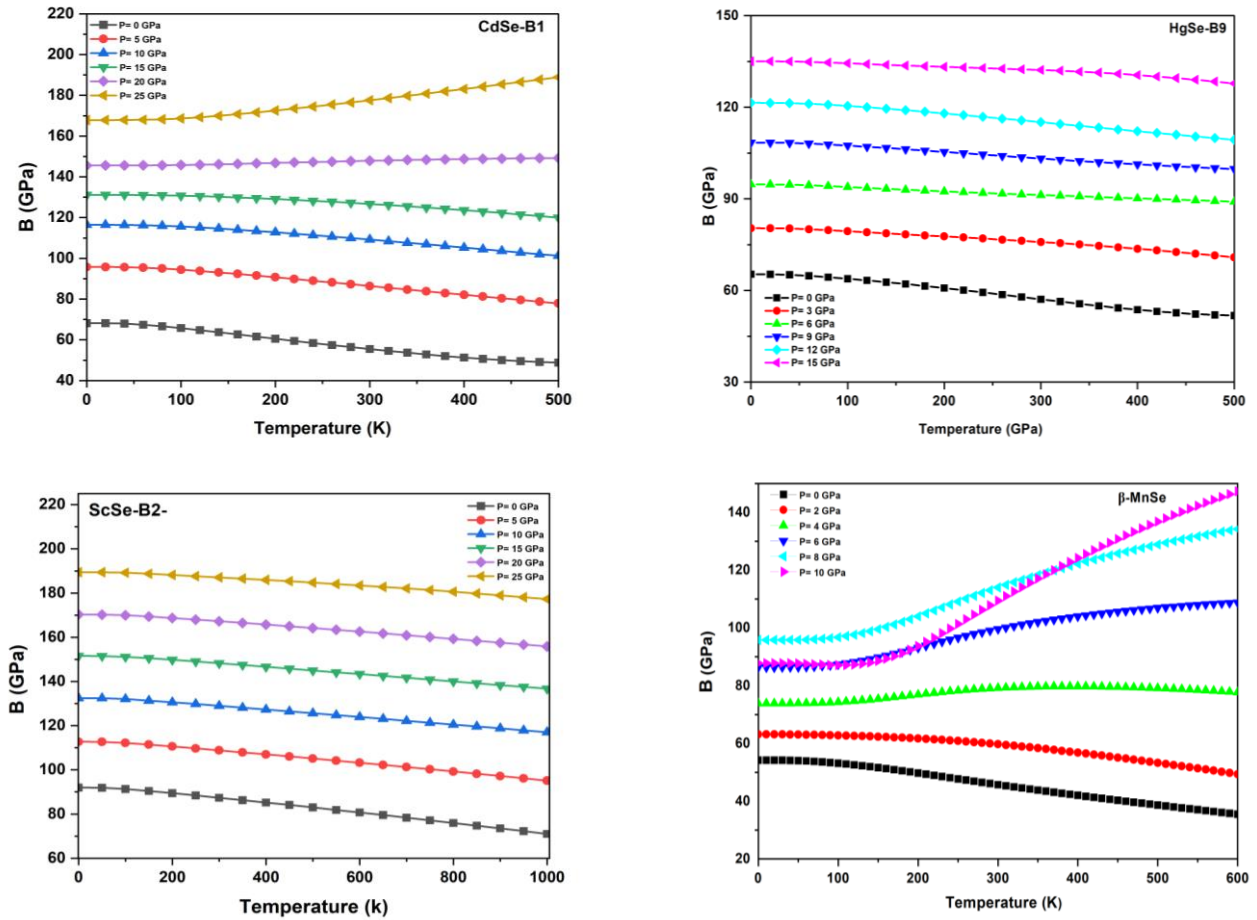 CdSe-B1
P= 0 GPa
P= 5 GPa
P= 10 GPa
P= 15 GPa
P= 20 GPa
P= 25 GPa
B (GPa)
220
200
180
160
140
120
100
80
60
40
0 100 200 300 400 500
Temperature (K)
HgSe-B9
B (GPa)
150
120
90
60
30
P= 0 GPa
P= 3 GPa
P= 6 GPa
P= 9 GPa
P= 12 GPa
P= 15 GPa
0 100 200 300 400 500
Temperature (GPa)
ScSe-B2-
P= 0 GPa
P= 5 GPa
P= 10 GPa
P= 15 GPa
P= 20 GPa
P= 25 GPa
B (GPa)
220
200
180
160
140
120
100
80
60
0 200 400 600 800 1000
Temperature (k)
β-MnSe
P= 0 GPa
P= 2 GPa
P= 4 GPa
P= 6 GPa
P= 8 GPa
P= 10 GPa
B (GPa)
140
120
100
80
60
40
20
0 100 200 300 400 500 600
Temperature (K)